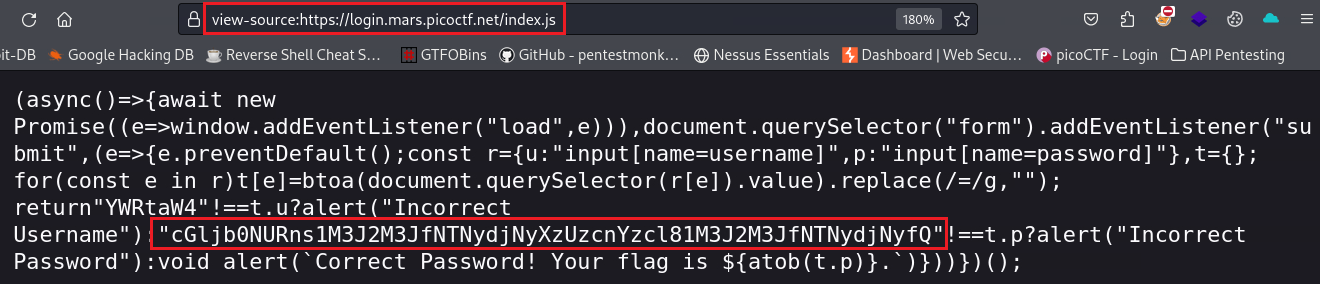 view-source:https://login.mars.picoctf.net/index.js
180%
it-DB Google Hacking DB Reverse Shell Cheat S… GTFOBins GitHub - pentestmonk… Nessus Essentials Dashboard | Web Secu… picoCTF - Login API Pentesting
(async()=>{await new
Promise((e=>window.addEventListener("load",e))),document.querySelector("form").addEventListener("su
bmit",(e=>{e.preventDefault();const r={u:"input[name=username]",p:"input[name=password]"},t={};
for(const e in r)t[e]=btoa(document.querySelector(r[e]).value).replace(/=/g,"");
return"YWRtaW4"!==t.u?alert("Incorrect
Username"):"cGljb0NURns1M3J2M3JfNTNydjNyXzUzcnYzcl81M3J2M3JfNTNydjNyfQ"!==t.p?alert("Incorrect
Password"):void alert(`Correct Password! Your flag is ${atob(t.p)}.`)}))})();